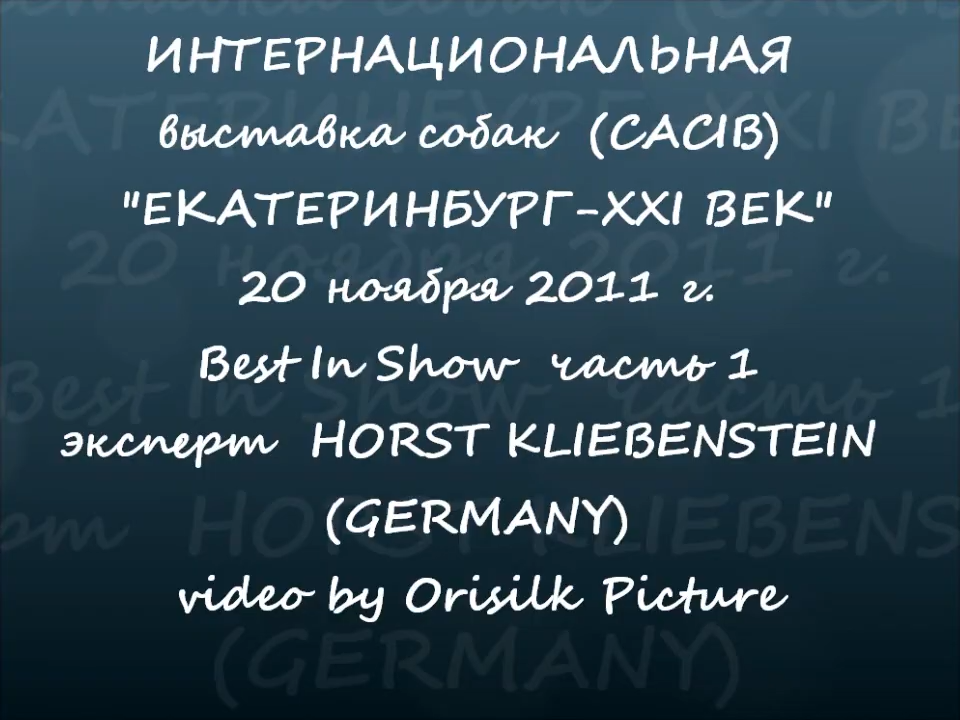 ИНТЕРНАЦИОНАЛЬНАЯ
выставка собак (CACIB)
"ЕКАТЕРИНБУРГ-XXI ВЕК"
20 ноября 2011 г.
Best In Show часть 1
эксперт HORST KLIEBENSTEIN
(GERMANY)
video by Orisilk Picture